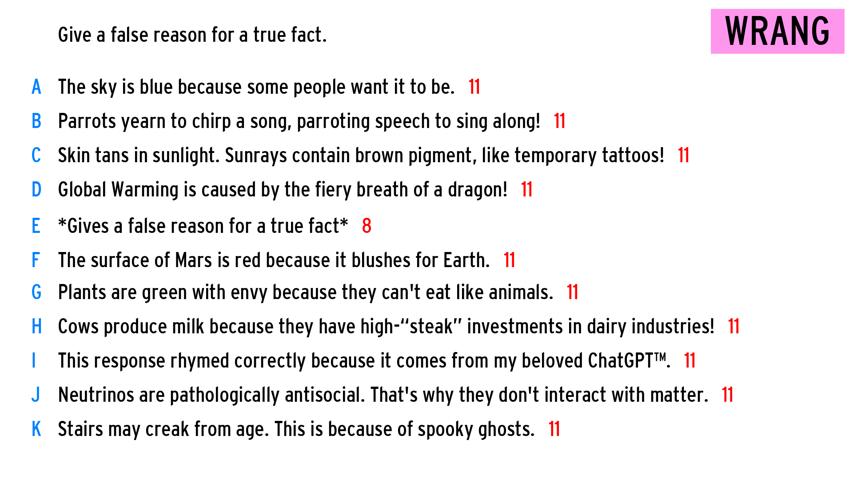 Give a false reason for a true fact.
WRANG
A The sky is blue because some people want it to be. 11
B Parrots yearn to chirp a song, parroting speech to sing along! 11
C Skin tans in sunlight. Sunrays contain brown pigment, like temporary tattoos! 11
D Global Warming is caused by the fiery breath of a dragon! 11
E *Gives a false reason for a true fact* 8
F The surface of Mars is red because it blushes for Earth. 11
G Plants are green with envy because they can't eat like animals. 11
H Cows produce milk because they have high-“steak” investments in dairy industries! 11
I This response rhymed correctly because it comes from my beloved ChatGPT™. 11
J Neutrinos are pathologically antisocial. That's why they don't interact with matter. 11
K Stairs may creak from age. This is because of spooky ghosts. 11